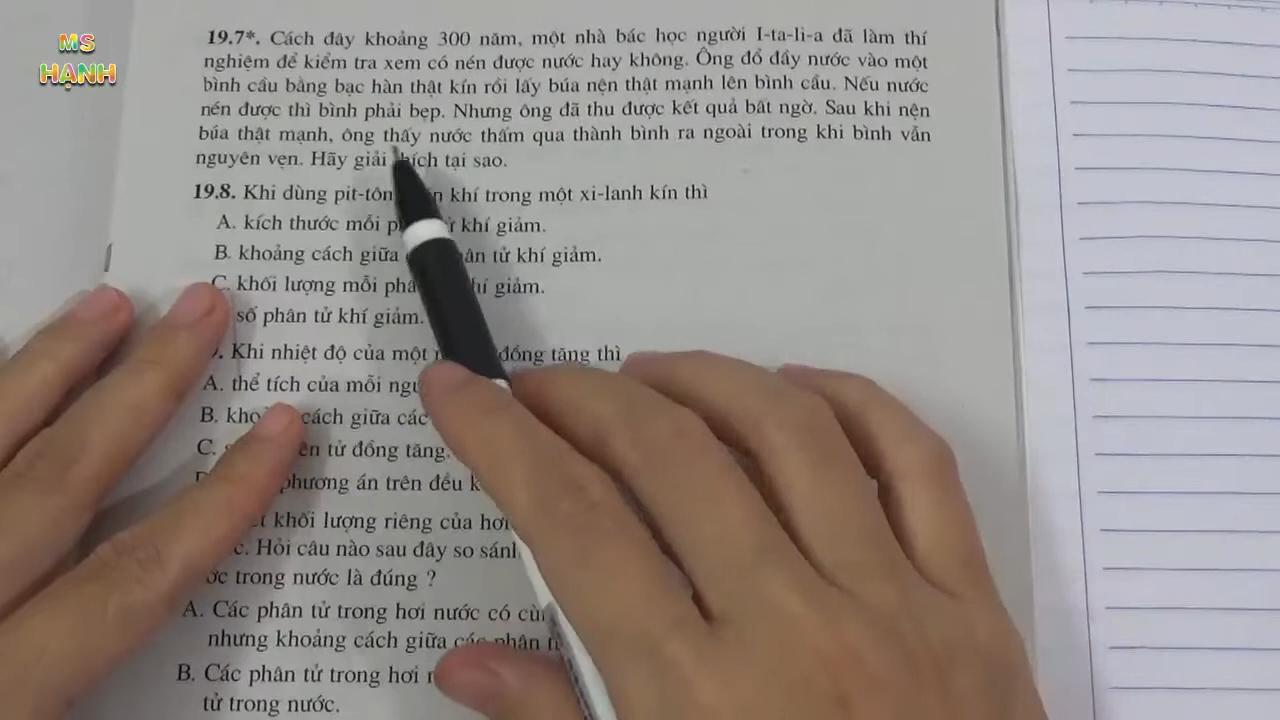 MS
HẠNH
19.7*. Cách đây khoảng 300 năm, một nhà bác học người I-ta-li-a đã làm thí
nghiệm để kiểm tra xem có nén được nước hay không. Ông đổ đầy nước vào một
bình cầu bằng bạc hàn thật kín rồi lấy búa nện thật mạnh lên bình cầu. Nếu nước
nén được thì bình phải bẹp. Nhưng ông đã thu được kết quả bất ngờ. Sau khi nện
búa thật mạnh, ông thấy nước thấm qua thành bình ra ngoài trong khi bình vẫn
nguyên vẹn. Hãy giải thích tại sao.
19.8. Khi dùng pit-tông khí trong một xi-lanh kín thì
A. kích thước mỗi khí giảm.
B. khoảng cách giữa phân tử khí giảm.
C. khối lượng mỗi khí giảm.
số phân tử khí giảm.
Khi nhiệt độ của một đồng tăng thì
A. thể tích của mỗi
B. cách giữa các
C. tử đồng tăng.
phương án trên đều
khối lượng riêng của hơi
Hỏi câu nào sau đây so sánh
trong nước là đúng ?
A. Các phân tử trong hơi nước có
nhưng khoảng cách giữa các phân
B. Các phân tử trong hơi
tử trong nước.